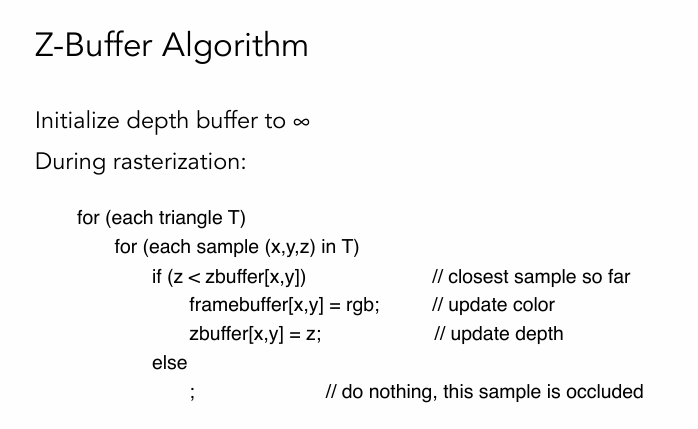 Z-Buffer Algorithm
Initialize depth buffer to ∞
During rasterization:
for (each triangle T)
for (each sample (x,y,z) in T)
if (z < zbuffer[x,y]) // closest sample so far
framebuffer[x,y] = rgb; // update color
zbuffer[x,y] = z; // update depth
else
; // do nothing, this sample is occluded